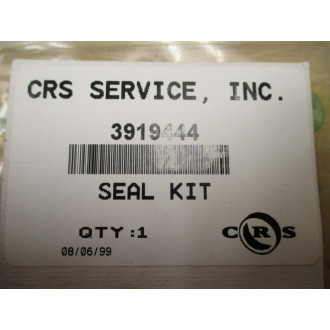 CRS SERVICE, INC.
3919444
SEAL KIT
QTY:1
CRS
08/06/99